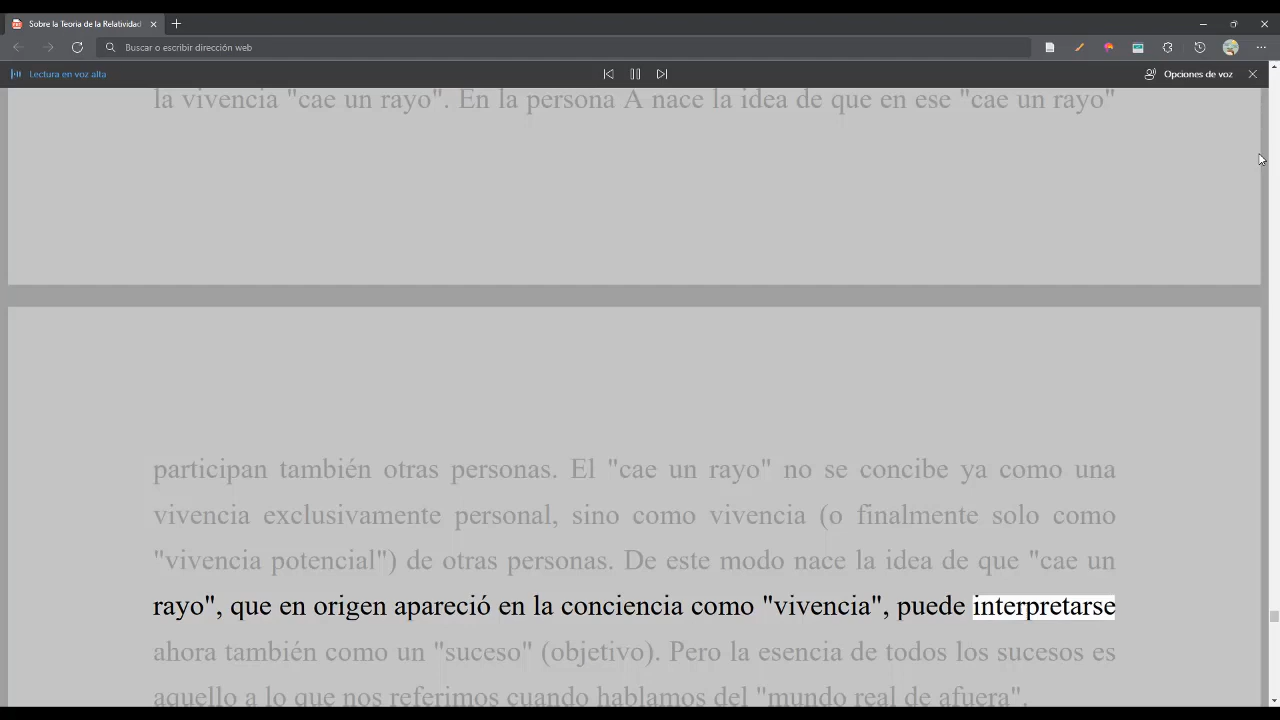 Sobre la Teoria de la Relatividad
Buscar o escribir dirección web
Lectura en voz alta
Opciones de voz
la vivencia "cae un rayo". En la persona A nace la idea de que en ese "cae un rayo"
participan también otras personas. El "cae un rayo" no se concibe ya como una
vivencia exclusivamente personal, sino como vivencia (o finalmente solo como
"vivencia potencial") de otras personas. De este modo nace la idea de que "cae un
rayo", que en origen apareció en la conciencia como "vivencia", puede interpretarse
ahora también como un "suceso" (objetivo). Pero la esencia de todos los sucesos es
aquello a lo que nos referimos cuando hablamos del "mundo real de afuera".